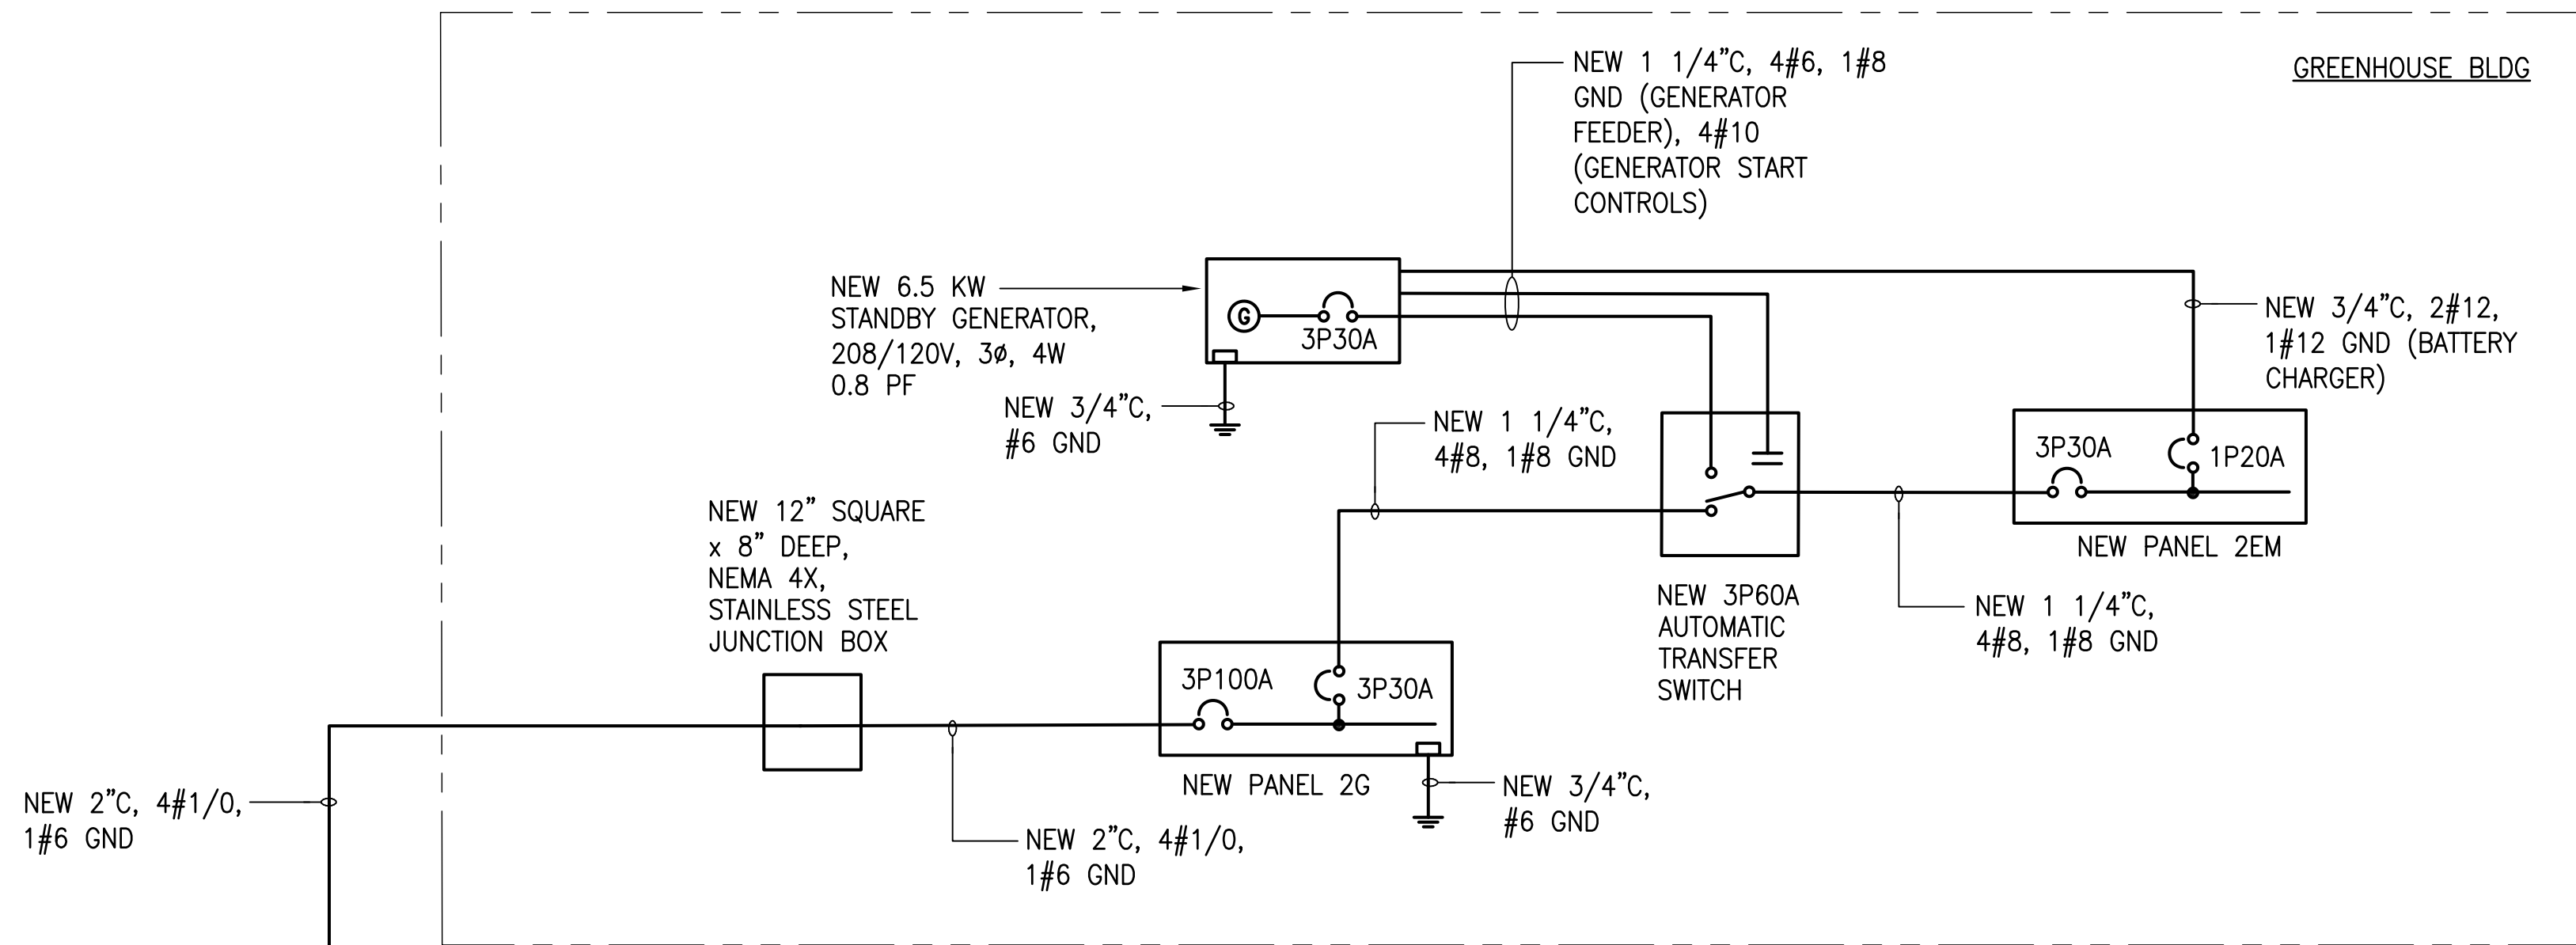 GREENHOUSE BLDG
NEW 1 1/4"C, 4#6, 1#8
GND (GENERATOR
FEEDER), 4#10
(GENERATOR START
CONTROLS)
NEW 6.5 KW
STANDBY GENERATOR,
208/120V, 3ø, 4W
0.8 PF
G
3P30A
NEW 3/4"C,
#6 GND
NEW 3/4"C, 2#12,
1#12 GND (BATTERY
CHARGER)
NEW 1 1/4"C,
4#8, 1#8 GND
3P30A
1P20A
NEW PANEL 2EM
NEW 12" SQUARE
x 8" DEEP,
NEMA 4X,
STAINLESS STEEL
JUNCTION BOX
NEW 3P60A
AUTOMATIC
TRANSFER
SWITCH
NEW 1 1/4"C,
4#8, 1#8 GND
3P100A
3P30A
NEW PANEL 2G
NEW 3/4"C,
#6 GND
NEW 2"C, 4#1/0,
1#6 GND
NEW 2"C, 4#1/0,
1#6 GND